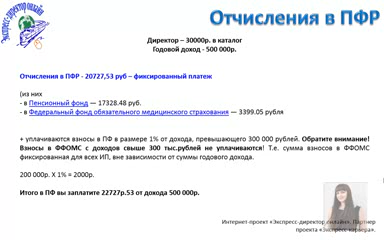 Экспресс-директор онлайн
Отчисления в ПФР
Директор – 30000р. в каталог
Годовой доход - 500 000р.
Отчисления в ПФР - 20727,53 руб – фиксированный платеж
(из них
- в Пенсионный фонд — 17328.48 руб.
- в Федеральный фонд обязательного медицинского страхования — 3399.05 рубля
+ уплачиваются взносы в ПФ в размере 1% от дохода, превышающего 300 000 рублей. Обратите внимание!
Взносы в ФФОМС с доходов свыше 300 тыс.рублей не уплачиваются! Т.е. сумма взносов в ФФОМС
фиксированная для всех ИП, вне зависимости от суммы годового дохода.
200 000р. Х 1% = 2000р.
Итого в ПФ вы заплатите 22727р.53 от дохода 500 000р.
Интернет-проект «Экспресс-директор онлайн», Партнер
проекта «Экспресс-карьера».